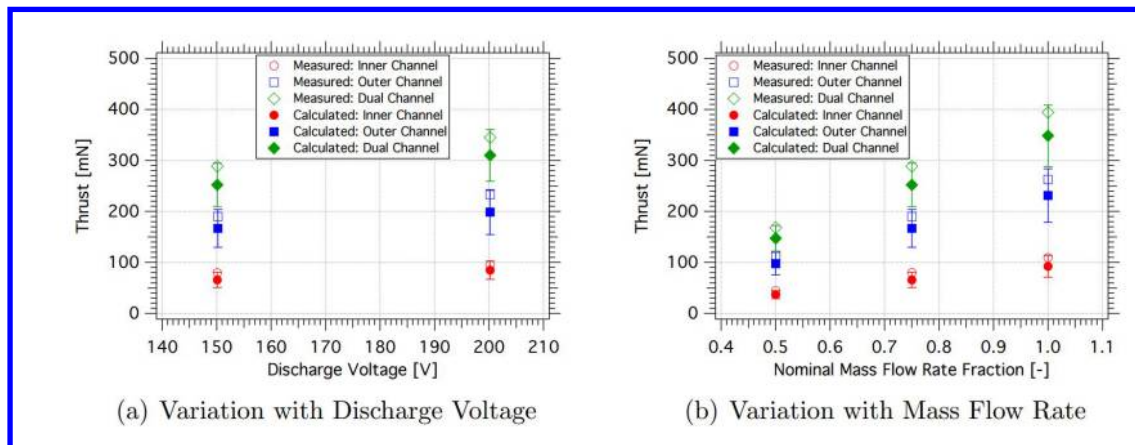 500
400
300
200
100
0
Thrust [mN]
Measured: Inner Channel
Measured: Outer Channel
Measured: Dual Channel
Calculated: Inner Channel
Calculated: Outer Channel
Calculated: Dual Channel
140 150 160 170 180 190 200 210
Discharge Voltage [V]
(a) Variation with Discharge Voltage
500
400
300
200
100
0
Thrust [mN]
Measured: Inner Channel
Measured: Outer Channel
Measured: Dual Channel
Calculated: Inner Channel
Calculated: Outer Channel
Calculated: Dual Channel
0.4 0.5 0.6 0.7 0.8 0.9 1.0 1.1
Nominal Mass Flow Rate Fraction [-]
(b) Variation with Mass Flow Rate